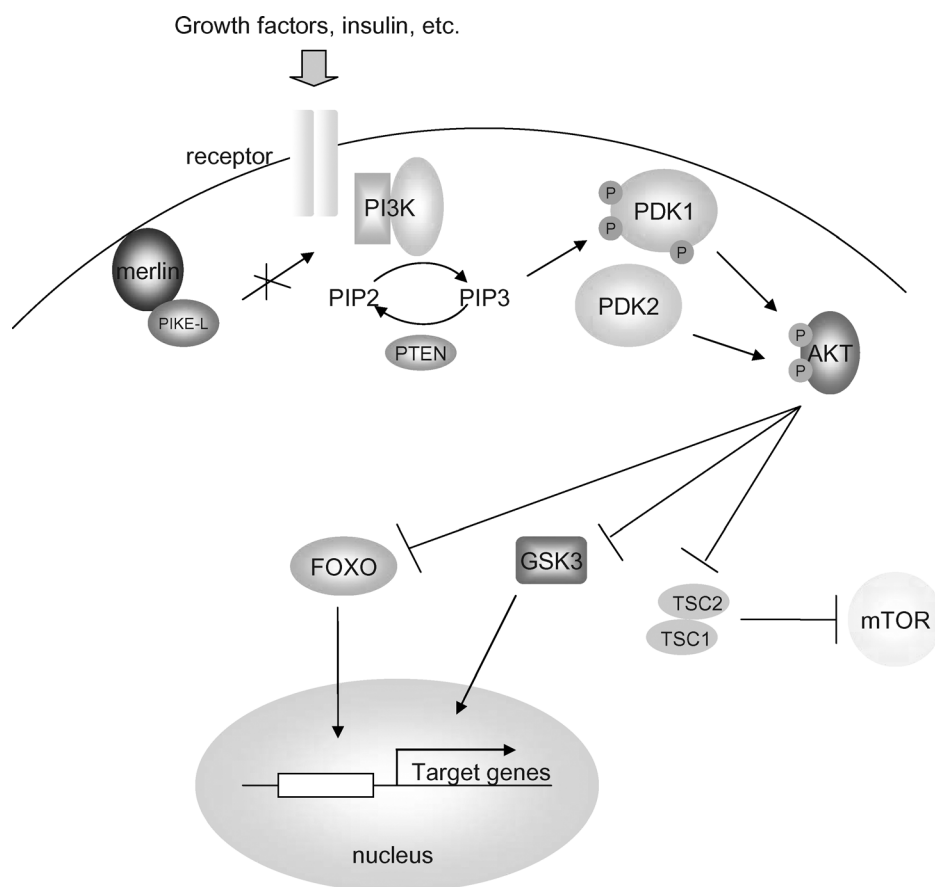 Growth factors, insulin, etc.
receptor
PI3K
P
PDK1
P
P
merlin
PIKE-L
PIP2
PIP3
PDK2
PTEN
P
AKT
P
FOXO
GSK3
TSC2
TSC1
mTOR
Target genes
nucleus